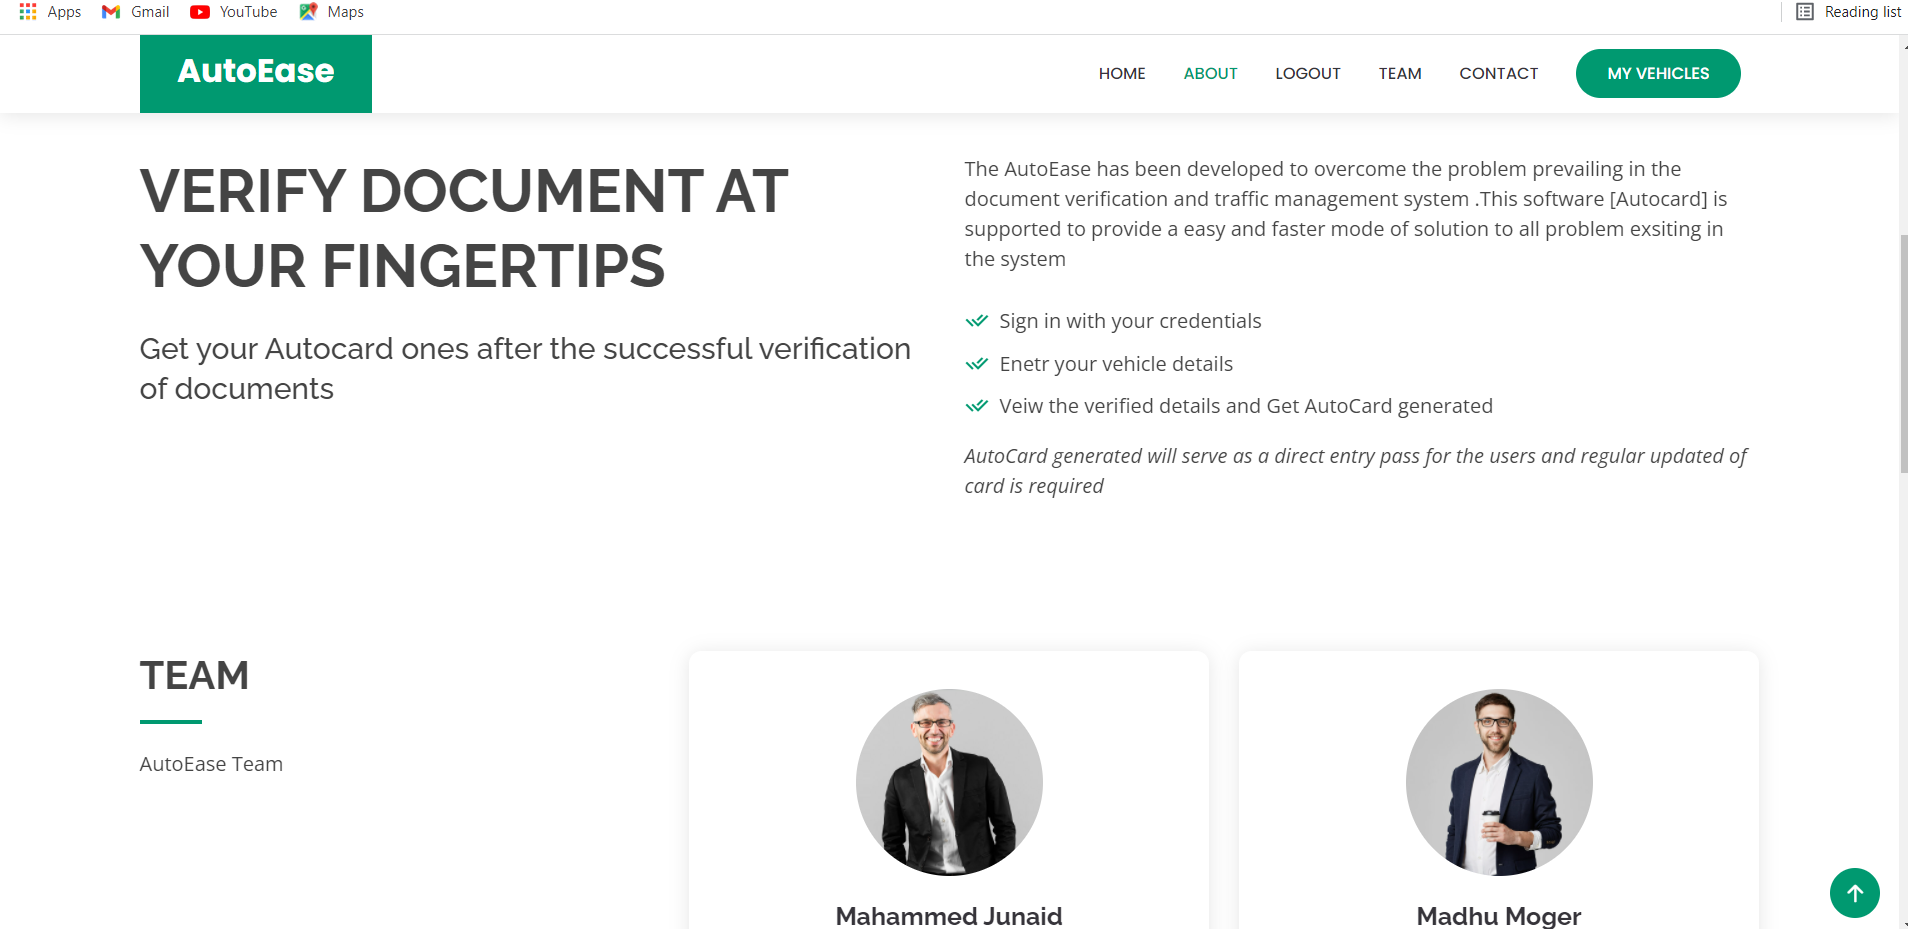 Apps Gmail YouTube Maps Reading list
AutoEase
HOME ABOUT LOGOUT TEAM CONTACT MY VEHICLES
VERIFY DOCUMENT AT
YOUR FINGERTIPS
Get your Autocard ones after the successful verification
of documents
The AutoEase has been developed to overcome the problem prevailing in the
document verification and traffic management system .This software [Autocard] is
supported to provide a easy and faster mode of solution to all problem exsiting in
the system
Sign in with your credentials
Enetr your vehicle details
Veiw the verified details and Get AutoCard generated
AutoCard generated will serve as a direct entry pass for the users and regular updated of
card is required
TEAM
AutoEase Team
Mahammed Junaid
Madhu Moger